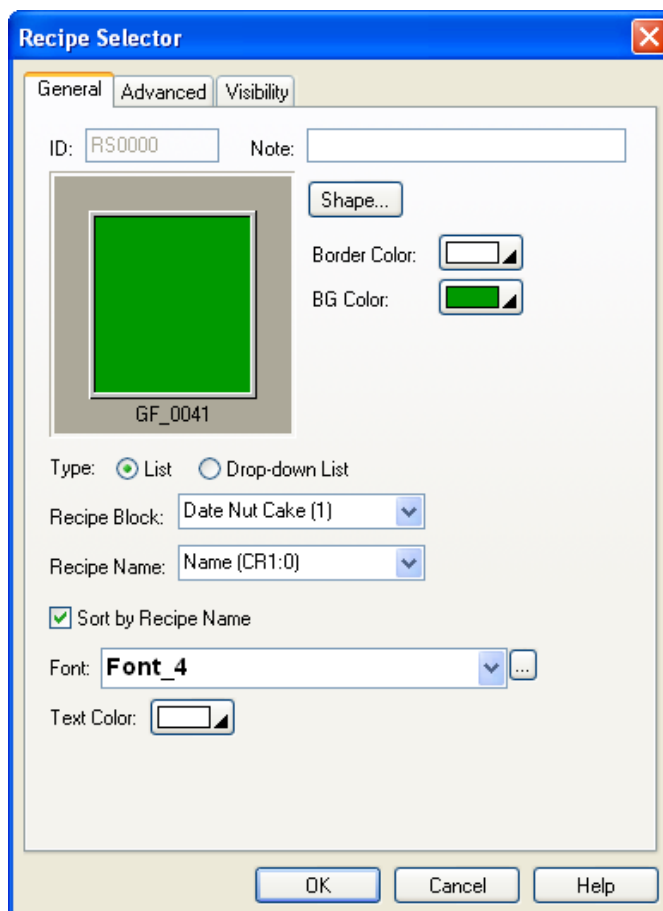 Recipe Selector
General Advanced Visibility
ID: RS0000 Note:
Shape...
Border Color:
BG Color:
GF_0041
Type: List Drop-down List
Recipe Block: Date Nut Cake (1)
Recipe Name: Name (CR1:0)
Sort by Recipe Name
Font: Font_4 ...
Text Color:
OK Cancel Help